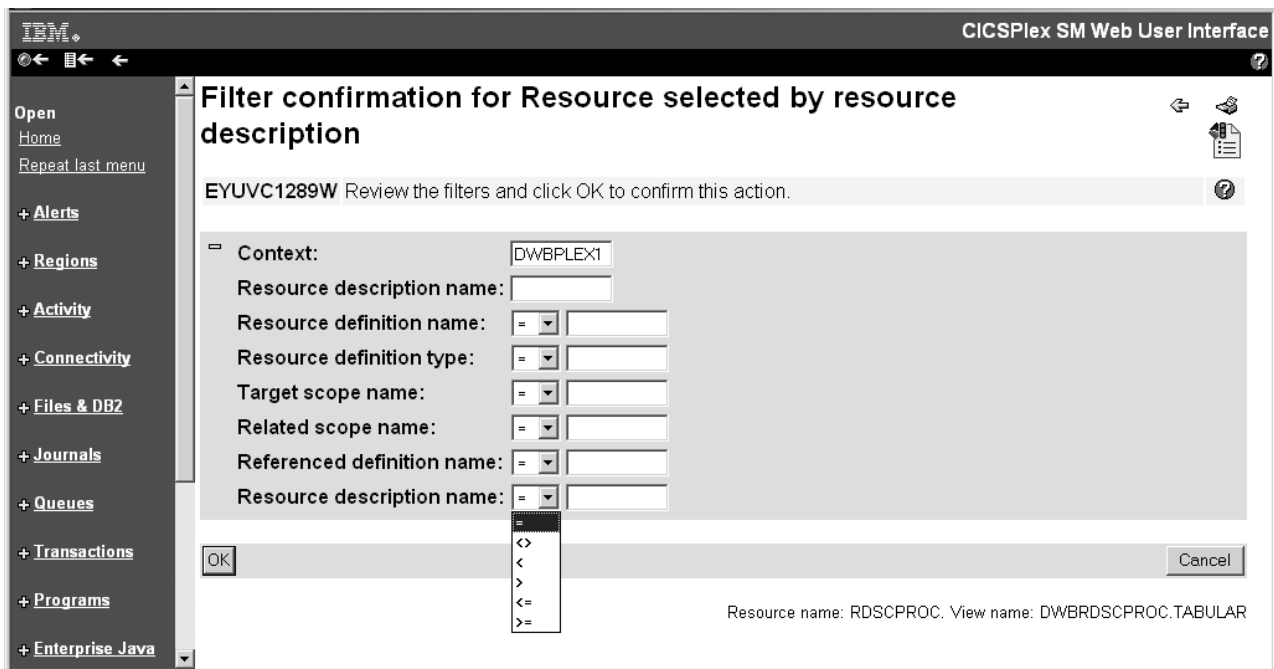 IBM.
CICSPlex SM Web User Interface
Open
Home
Repeat last menu
+ Alerts
+ Regions
+ Activity
+ Connectivity
+ Files & DB2
+ Journals
+ Queues
+ Transactions
+ Programs
+ Enterprise Java
Filter confirmation for Resource selected by resource
description
EYUVC1289W Review the filters and click OK to confirm this action.
Context: DWBPLEX1
Resource description name:
Resource definition name: =
Resource definition type: =
Target scope name: =
Related scope name: =
Referenced definition name: =
Resource description name: =
=
<>
<
>
<=
>=
OK
Cancel
Resource name: RDSCPROC. View name: DWBRDSCPROC.TABULAR